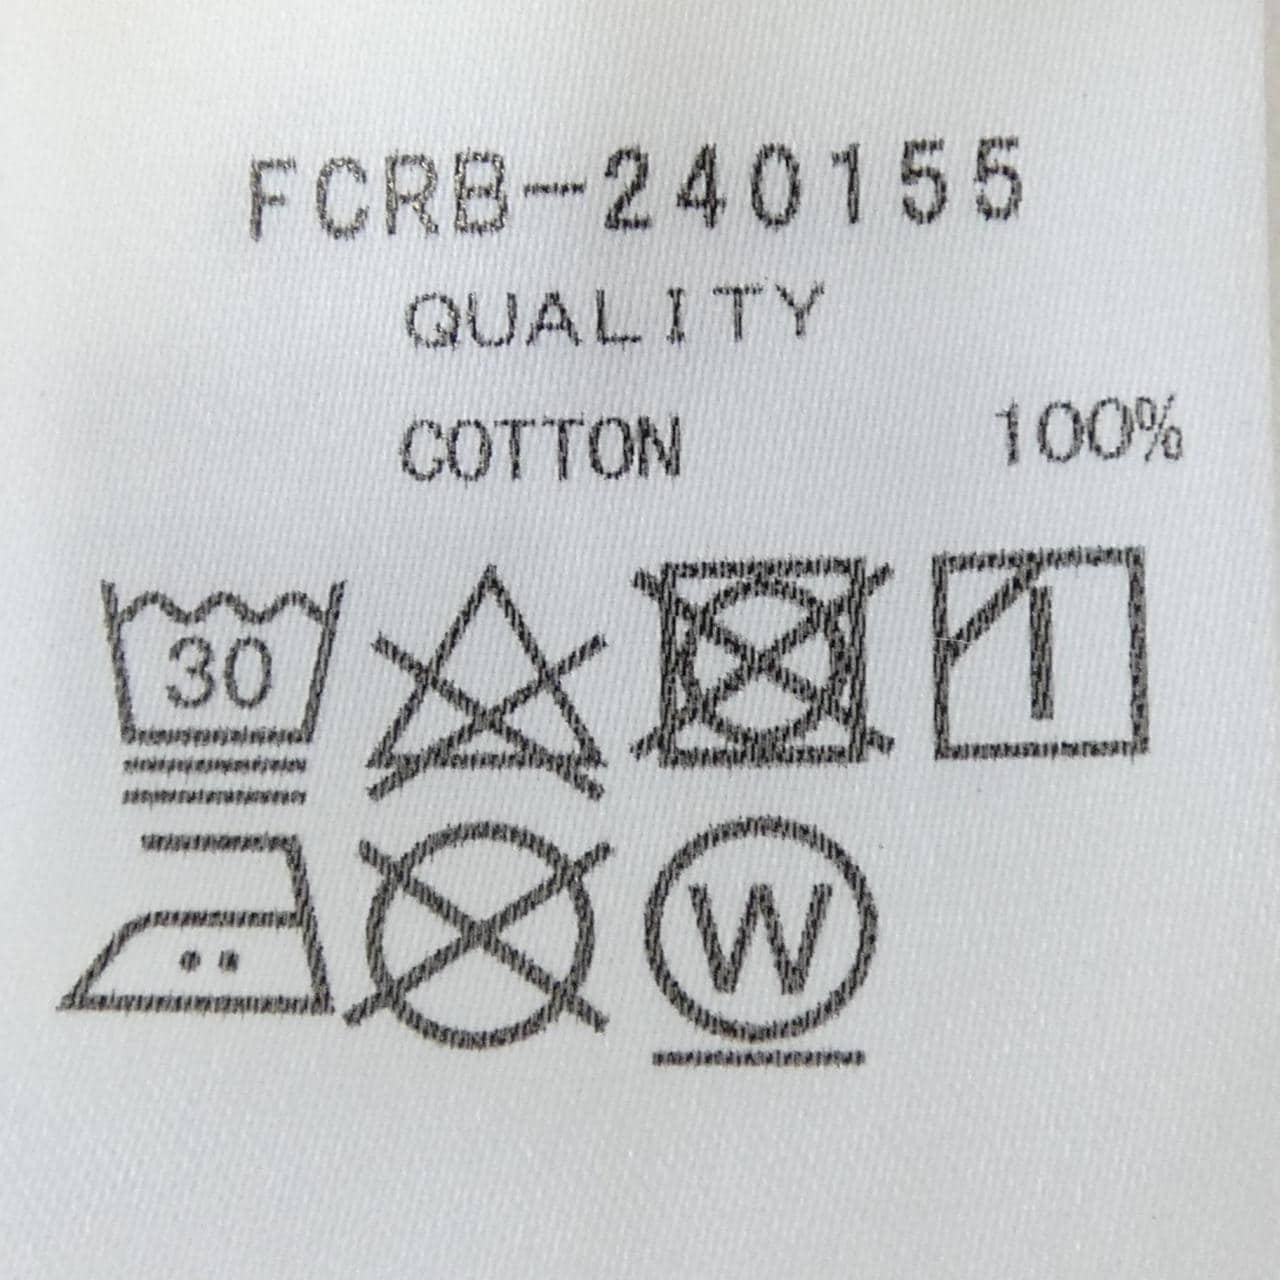 FCRB-240155
QUALITY
COTTON 100%
30
W